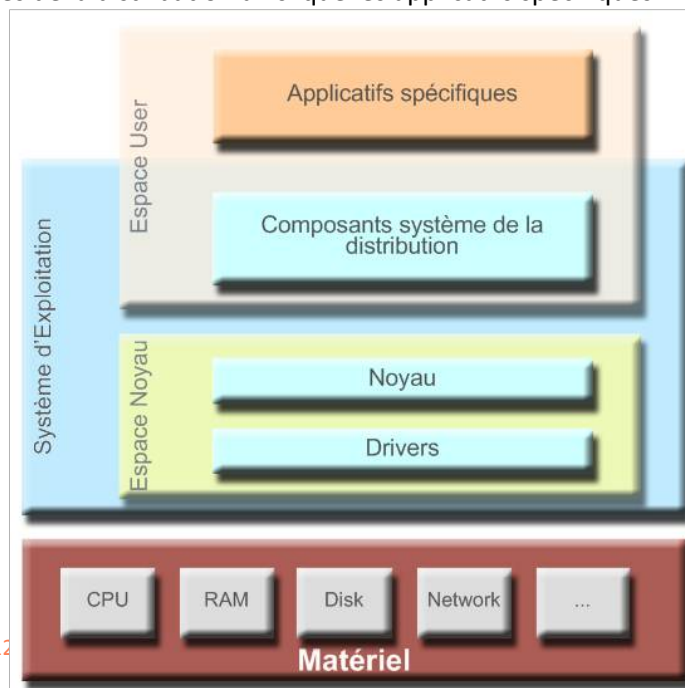 Applicatifs spécifiques
Espace User
Composants système de la
distribution
Système d'Exploitation
Espace Noyau
Noyau
Drivers
CPU
RAM
Disk
Network
...
Matériel